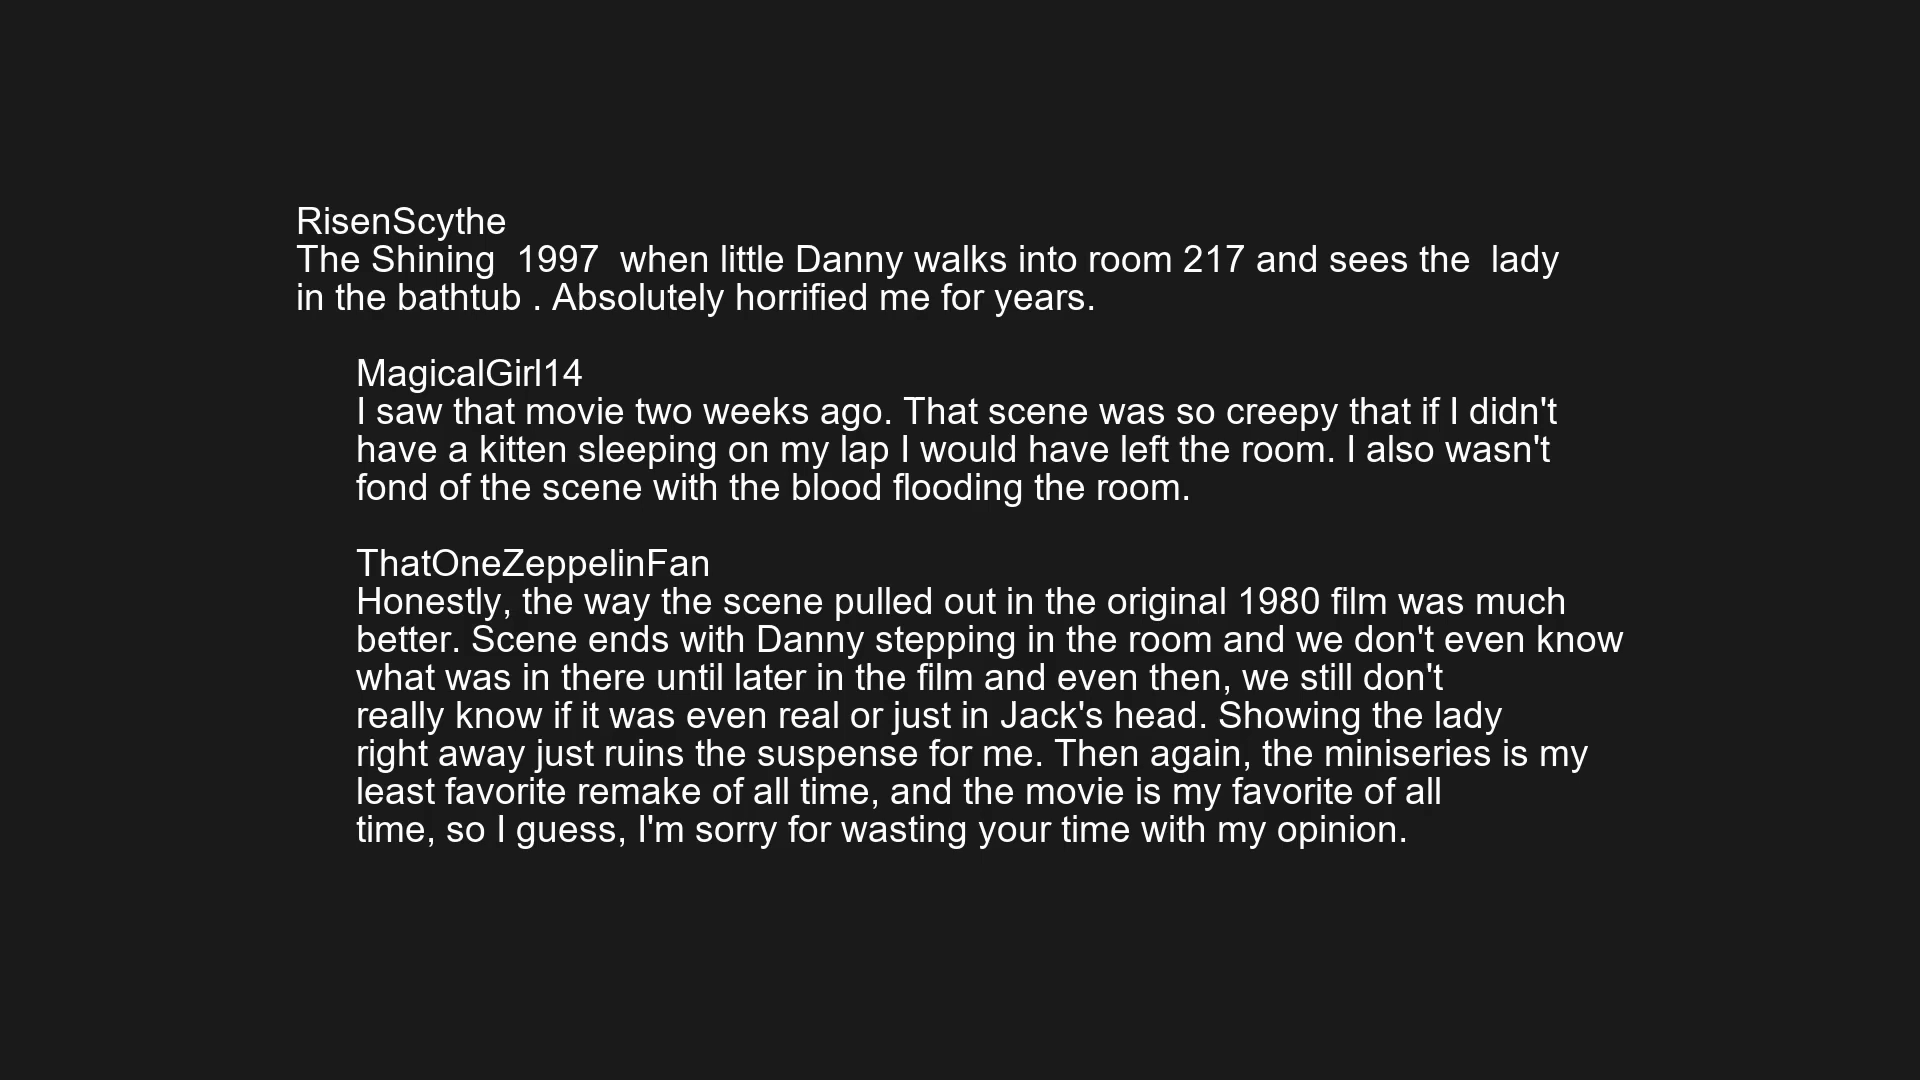 RisenScythe
The Shining  1997  when little Danny walks into room 217 and sees the  lady
in the bathtub . Absolutely horrified me for years.
MagicalGirl14
I saw that movie two weeks ago. That scene was so creepy that if I didn't
have a kitten sleeping on my lap I would have left the room. I also wasn't
fond of the scene with the blood flooding the room.
ThatOneZeppelinFan
Honestly, the way the scene pulled out in the original 1980 film was much
better. Scene ends with Danny stepping in the room and we don't even know
what was in there until later in the film and even then, we still don't
really know if it was even real or just in Jack's head. Showing the lady
right away just ruins the suspense for me. Then again, the miniseries is my
least favorite remake of all time, and the movie is my favorite of all
time, so I guess, I'm sorry for wasting your time with my opinion.